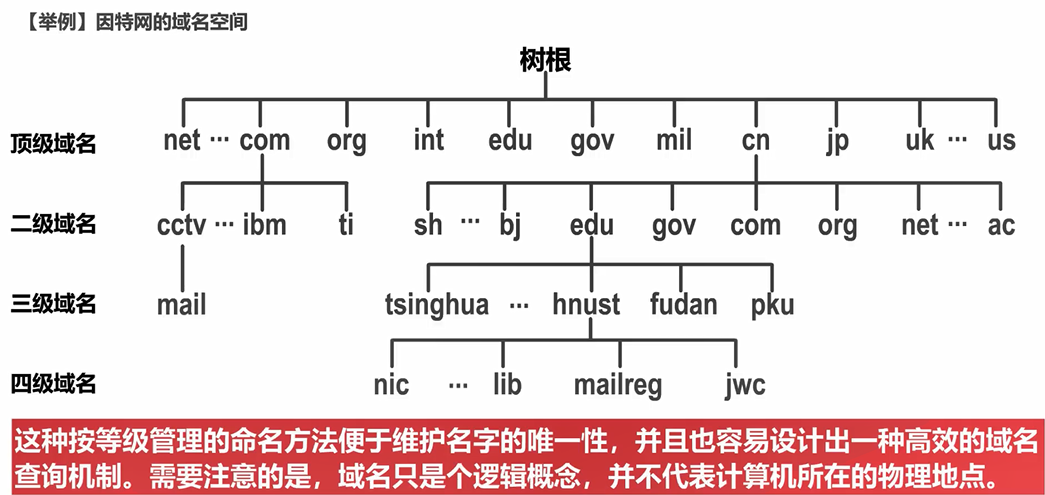 【举例】因特网的域名空间
树根
顶级域名 net ··· com org int edu gov mil cn jp uk ··· us
二级域名 cctv ··· ibm ti sh ··· bj edu gov com org net ··· ac
三级域名 mail tsinghua ··· hnust fudan pku
四级域名 nic ··· lib mailreg jwc
这种按等级管理的命名方法便于维护名字的唯一性，并且也容易设计出一种高效的域名
查询机制。需要注意的是，域名只是个逻辑概念，并不代表计算机所在的物理地点。